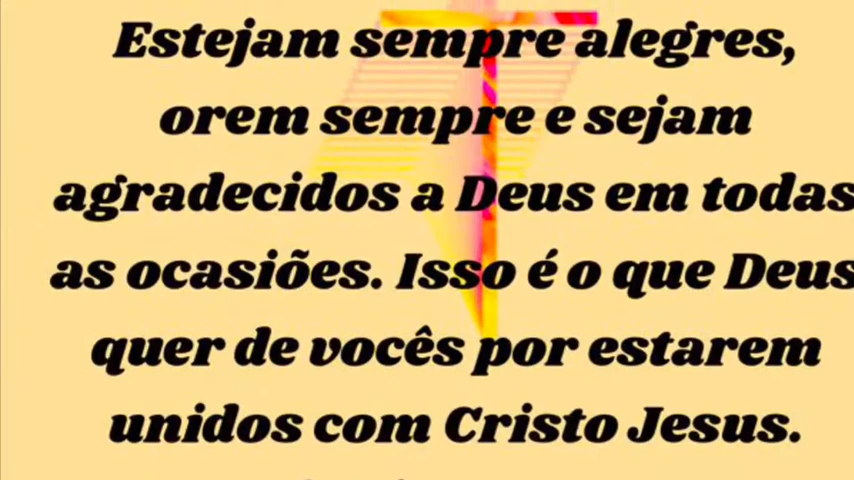 Estejam sempre alegres,
orem sempre e sejam
agradecidos a Deus em todas
as ocasiões. Isso é o que Deus
quer de vocês por estarem
unidos com Cristo Jesus.